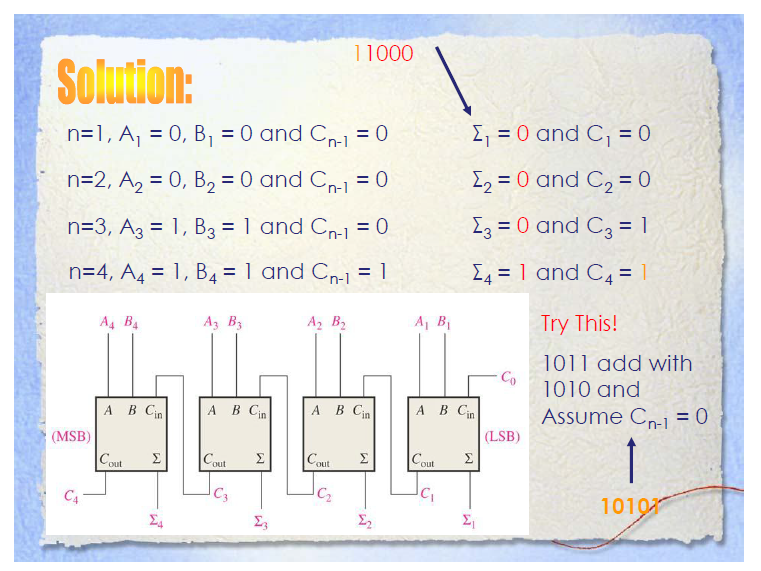 11000
Solution:
n=1, A₁ = 0, B₁ = 0 and Cₙ₋₁ = 0 Σ₁ = 0 and C₁ = 0
n=2, A₂ = 0, B₂ = 0 and Cₙ₋₁ = 0 Σ₂ = 0 and C₂ = 0
n=3, A₃ = 1, B₃ = 1 and Cₙ₋₁ = 0 Σ₃ = 0 and C₃ = 1
n=4, A₄ = 1, B₄ = 1 and Cₙ₋₁ = 1 Σ₄ = 1 and C₄ = 1
A₄ B₄ A₃ B₃ A₂ B₂ A₁ B₁
C₀
A B Cin A B Cin A B Cin A B Cin
(MSB) (LSB)
Cout Σ Cout Σ Cout Σ Cout Σ
C₄ C₃ C₂ C₁
Σ₄ Σ₃ Σ₂ Σ₁
Try This!
1011 add with
1010 and
Assume Cₙ₋₁ = 0
10101